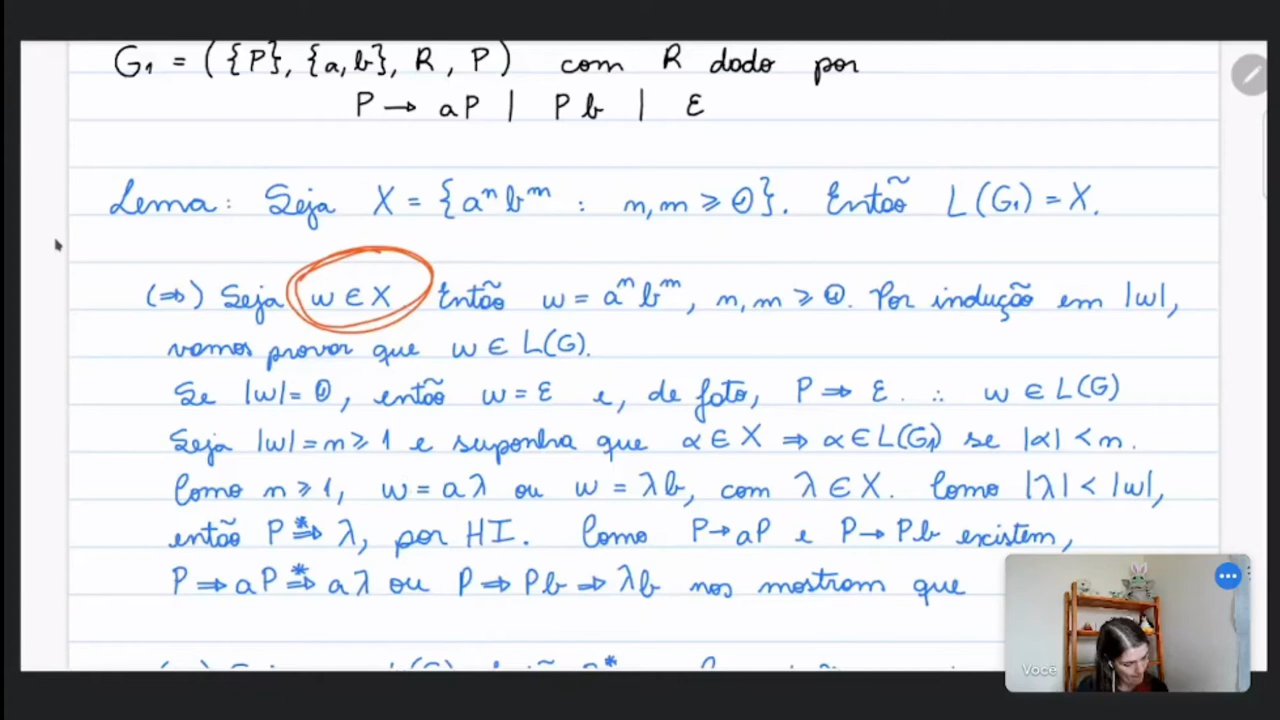 G₁ = ({P}, {a, b}, R, P) com R dado por
P → aP | Pb | ε
Lema: Seja X = {aⁿbᵐ : n, m ≥ 0}. Então L(G₁) = X.
(⇒) Seja w ∈ X Então w = aⁿbᵐ, n, m ≥ 0. Por indução em |w|,
vamos provar que w ∈ L(G).
Se |w| = 0, então w = ε e, de fato, P ⇒ ε. ∴ w ∈ L(G)
Seja |w| = n ≥ 1 e suponha que α ∈ X ⇒ α ∈ L(G₁) se |α| < n.
Como n ≥ 1, w = aλ ou w = λb, com λ ∈ X. Como |λ| < |w|,
então P ⇒* λ, por HI. Como P → aP e P → Pb existem,
P ⇒ aP ⇒* aλ ou P ⇒ Pb ⇒ λb nos mostram que
Você